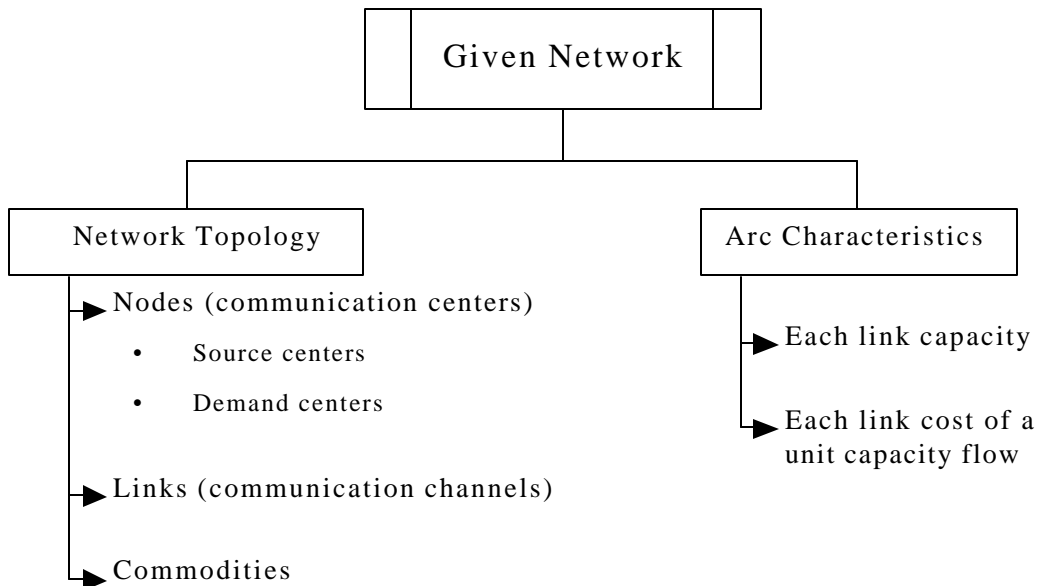 Given Network
Network Topology
Nodes (communication centers)
• Source centers
• Demand centers
Links (communication channels)
Commodities
Arc Characteristics
Each link capacity
Each link cost of a
unit capacity flow